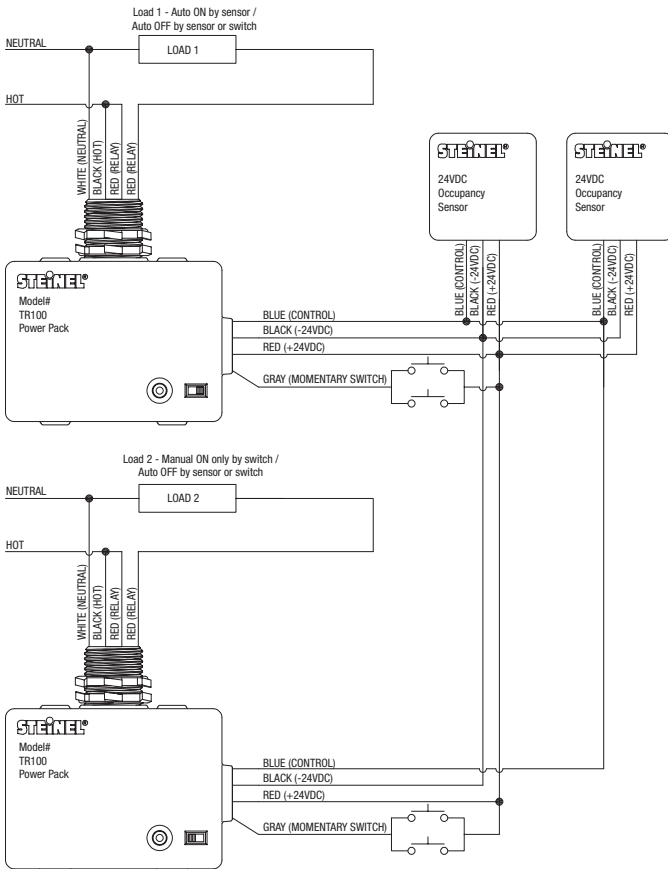 Load 1 - Auto ON by sensor /
Auto OFF by sensor or switch
NEUTRAL
LOAD 1
HOT
WHITE (NEUTRAL)
BLACK (HOT)
RED (RELAY)
RED (RELAY)
STEINEL®
Model#
TR100
Power Pack
STEINEL®
24VDC
Occupancy
Sensor
STEINEL®
24VDC
Occupancy
Sensor
BLUE (CONTROL)
BLACK (-24VDC)
RED (+24VDC)
BLUE (CONTROL)
BLACK (-24VDC)
RED (+24VDC)
BLUE (CONTROL)
BLACK (-24VDC)
RED (+24VDC)
GRAY (MOMENTARY SWITCH)
Load 2 - Manual ON only by switch /
Auto OFF by sensor or switch
NEUTRAL
LOAD 2
HOT
WHITE (NEUTRAL)
BLACK (HOT)
RED (RELAY)
RED (RELAY)
STEINEL®
Model#
TR100
Power Pack
BLUE (CONTROL)
BLACK (-24VDC)
RED (+24VDC)
GRAY (MOMENTARY SWITCH)